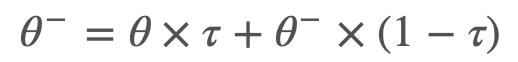 θ⁻ = θ × τ + θ⁻ × (1 − τ)